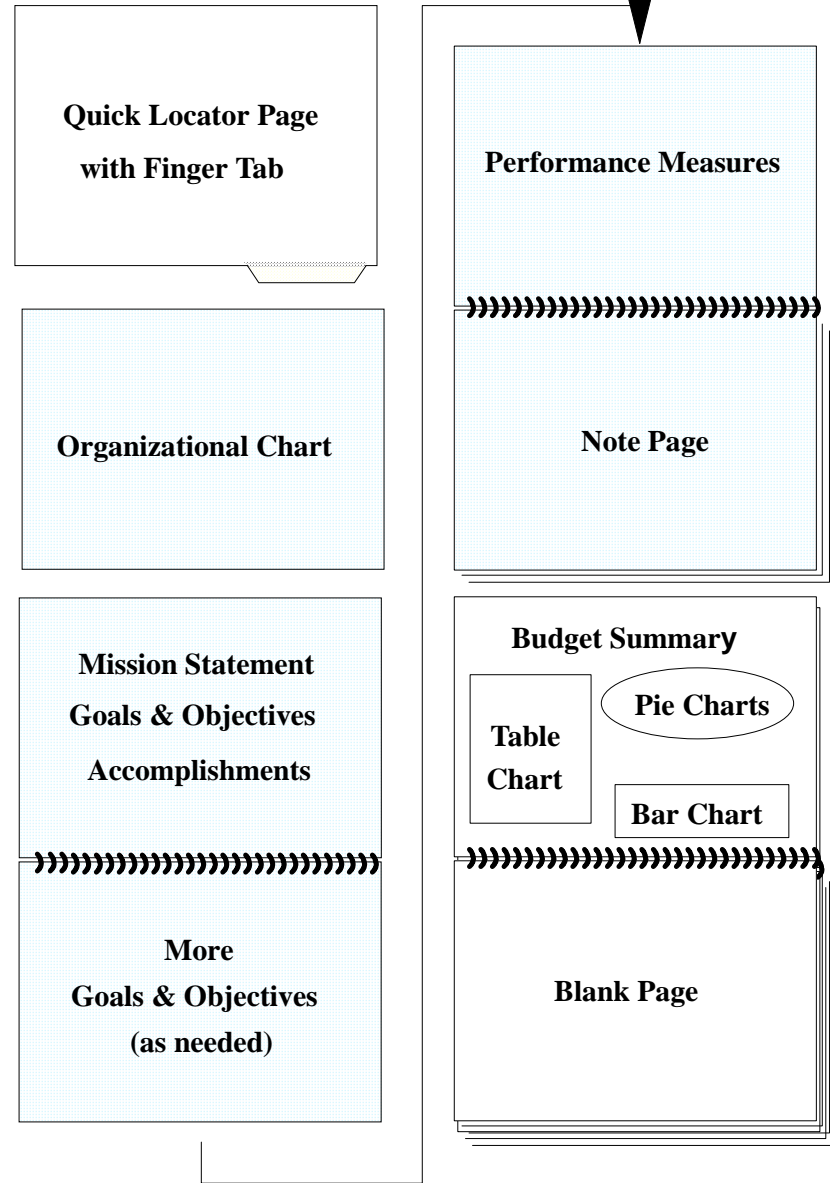 Quick Locator Page
with Finger Tab
Organizational Chart
Mission Statement
Goals & Objectives
Accomplishments
More
Goals & Objectives
(as needed)
Performance Measures
Note Page
Budget Summary
Pie Charts
Table
Chart
Bar Chart
Blank Page